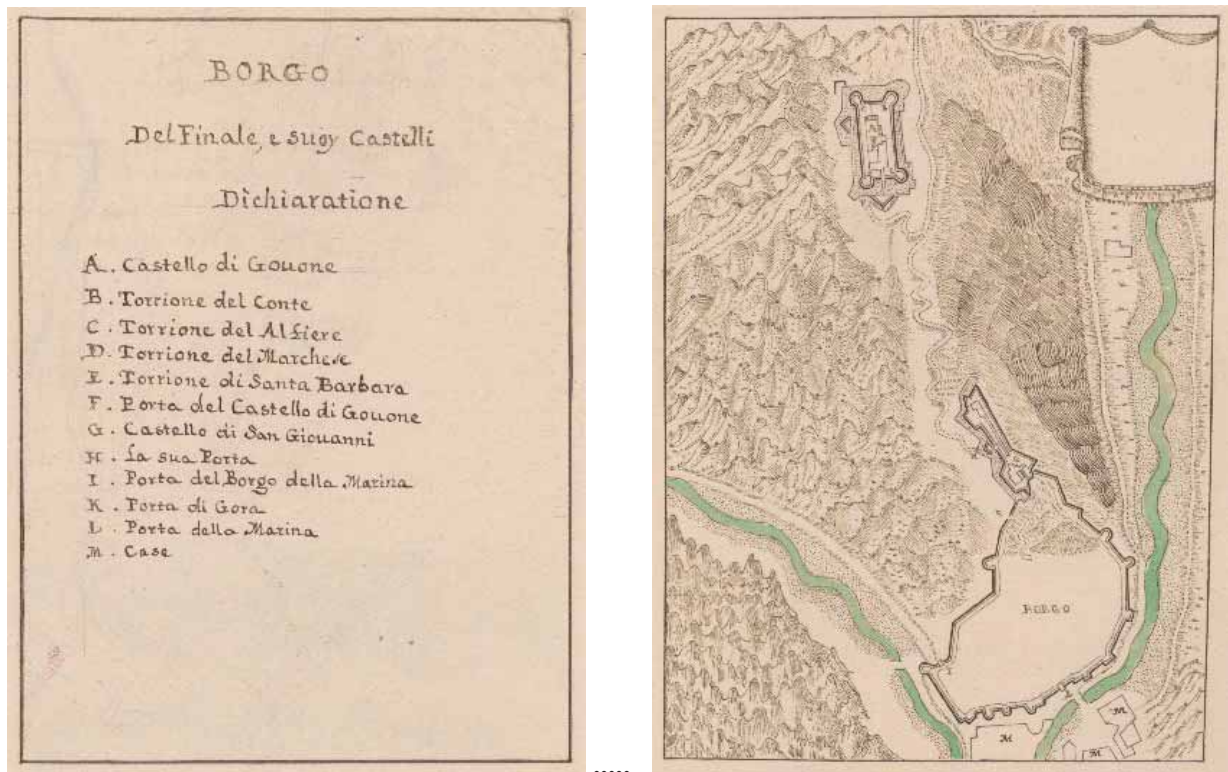 BORGO
Del Finale, e suoy Castelli
Dichiaratione
A. Castello di Gouone
B. Torrione del Conte
C. Torrione del Alfiere
D. Torrione del Marchese
E. Torrione di Santa Barbara
F. Porta del Castello di Gouone
G. Castello di San Giouanni
H. La sua Porta
I. Porta del Borgo della Marina
K. Porta di Gora
L. Porta della Marina
M. Case
BORGO
M
M
M